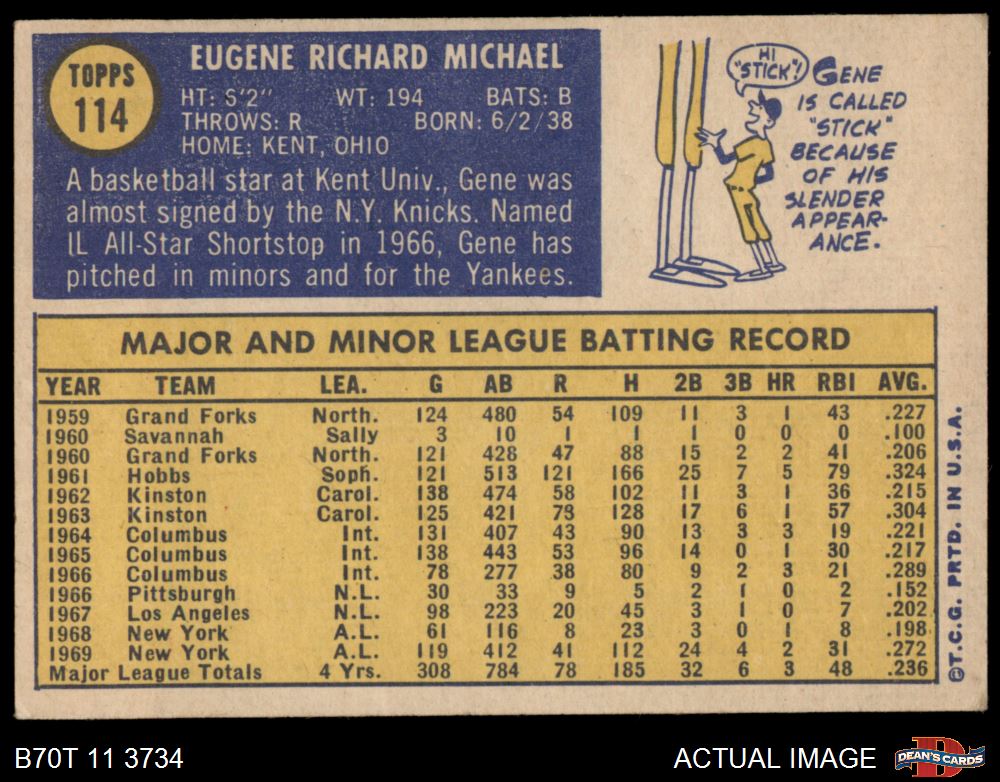 TOPPS
114
EUGENE RICHARD MICHAEL
HT: 5'2" WT: 194 BATS: B
THROWS: R BORN: 6/2/38
HOME: KENT, OHIO
A basketball star at Kent Univ., Gene was
almost signed by the N.Y. Knicks. Named
IL All-Star Shortstop in 1966, Gene has
pitched in minors and for the Yankees.
HI
"STICK"!
GENE
IS CALLED
"STICK"
BECAUSE
OF HIS
SLENDER
APPEAR-
ANCE.
MAJOR AND MINOR LEAGUE BATTING RECORD
YEAR TEAM LEA. G AB R H 2B 3B HR RBI AVG.
1959 Grand Forks North. 124 480 54 109 11 3 1 43 .227
1960 Savannah Sally 3 10 1 1 1 0 0 0 .100
1960 Grand Forks North. 121 428 47 88 15 2 2 41 .206
1961 Hobbs Soph. 121 513 121 166 25 7 5 79 .324
1962 Kinston Carol. 138 474 58 102 11 3 1 36 .215
1963 Kinston Carol. 125 421 73 128 17 6 1 57 .304
1964 Columbus Int. 131 407 43 90 13 3 3 19 .221
1965 Columbus Int. 138 443 53 96 14 0 1 30 .217
1966 Columbus Int. 78 277 38 80 9 2 3 21 .289
1966 Pittsburgh N.L. 30 33 9 5 2 1 0 2 .152
1967 Los Angeles N.L. 98 223 20 45 3 1 0 7 .202
1968 New York A.L. 61 116 8 23 3 0 1 8 .198
1969 New York A.L. 119 412 41 112 24 4 2 31 .272
Major League Totals 4 Yrs. 308 784 78 185 32 6 3 48 .236
©T.C.G. PRTD. IN U.S.A.
B70T 11 3734
ACTUAL IMAGE
D
DEAN'S CARDS